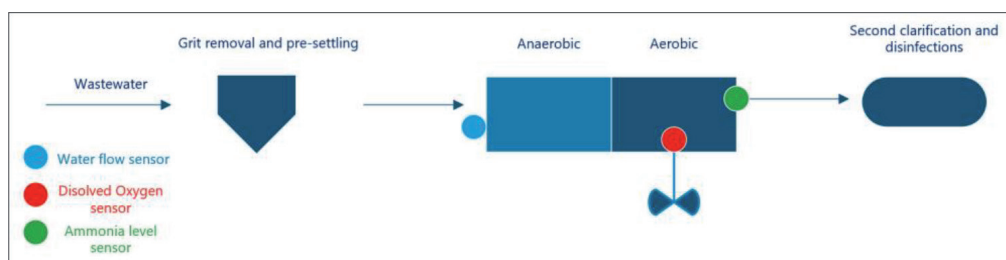 Grit removal and pre-settling
Anaerobic
Aerobic
Second clarification and
disinfections
Wastewater
Water flow sensor
Disolved Oxygen
sensor
Ammonia level
sensor